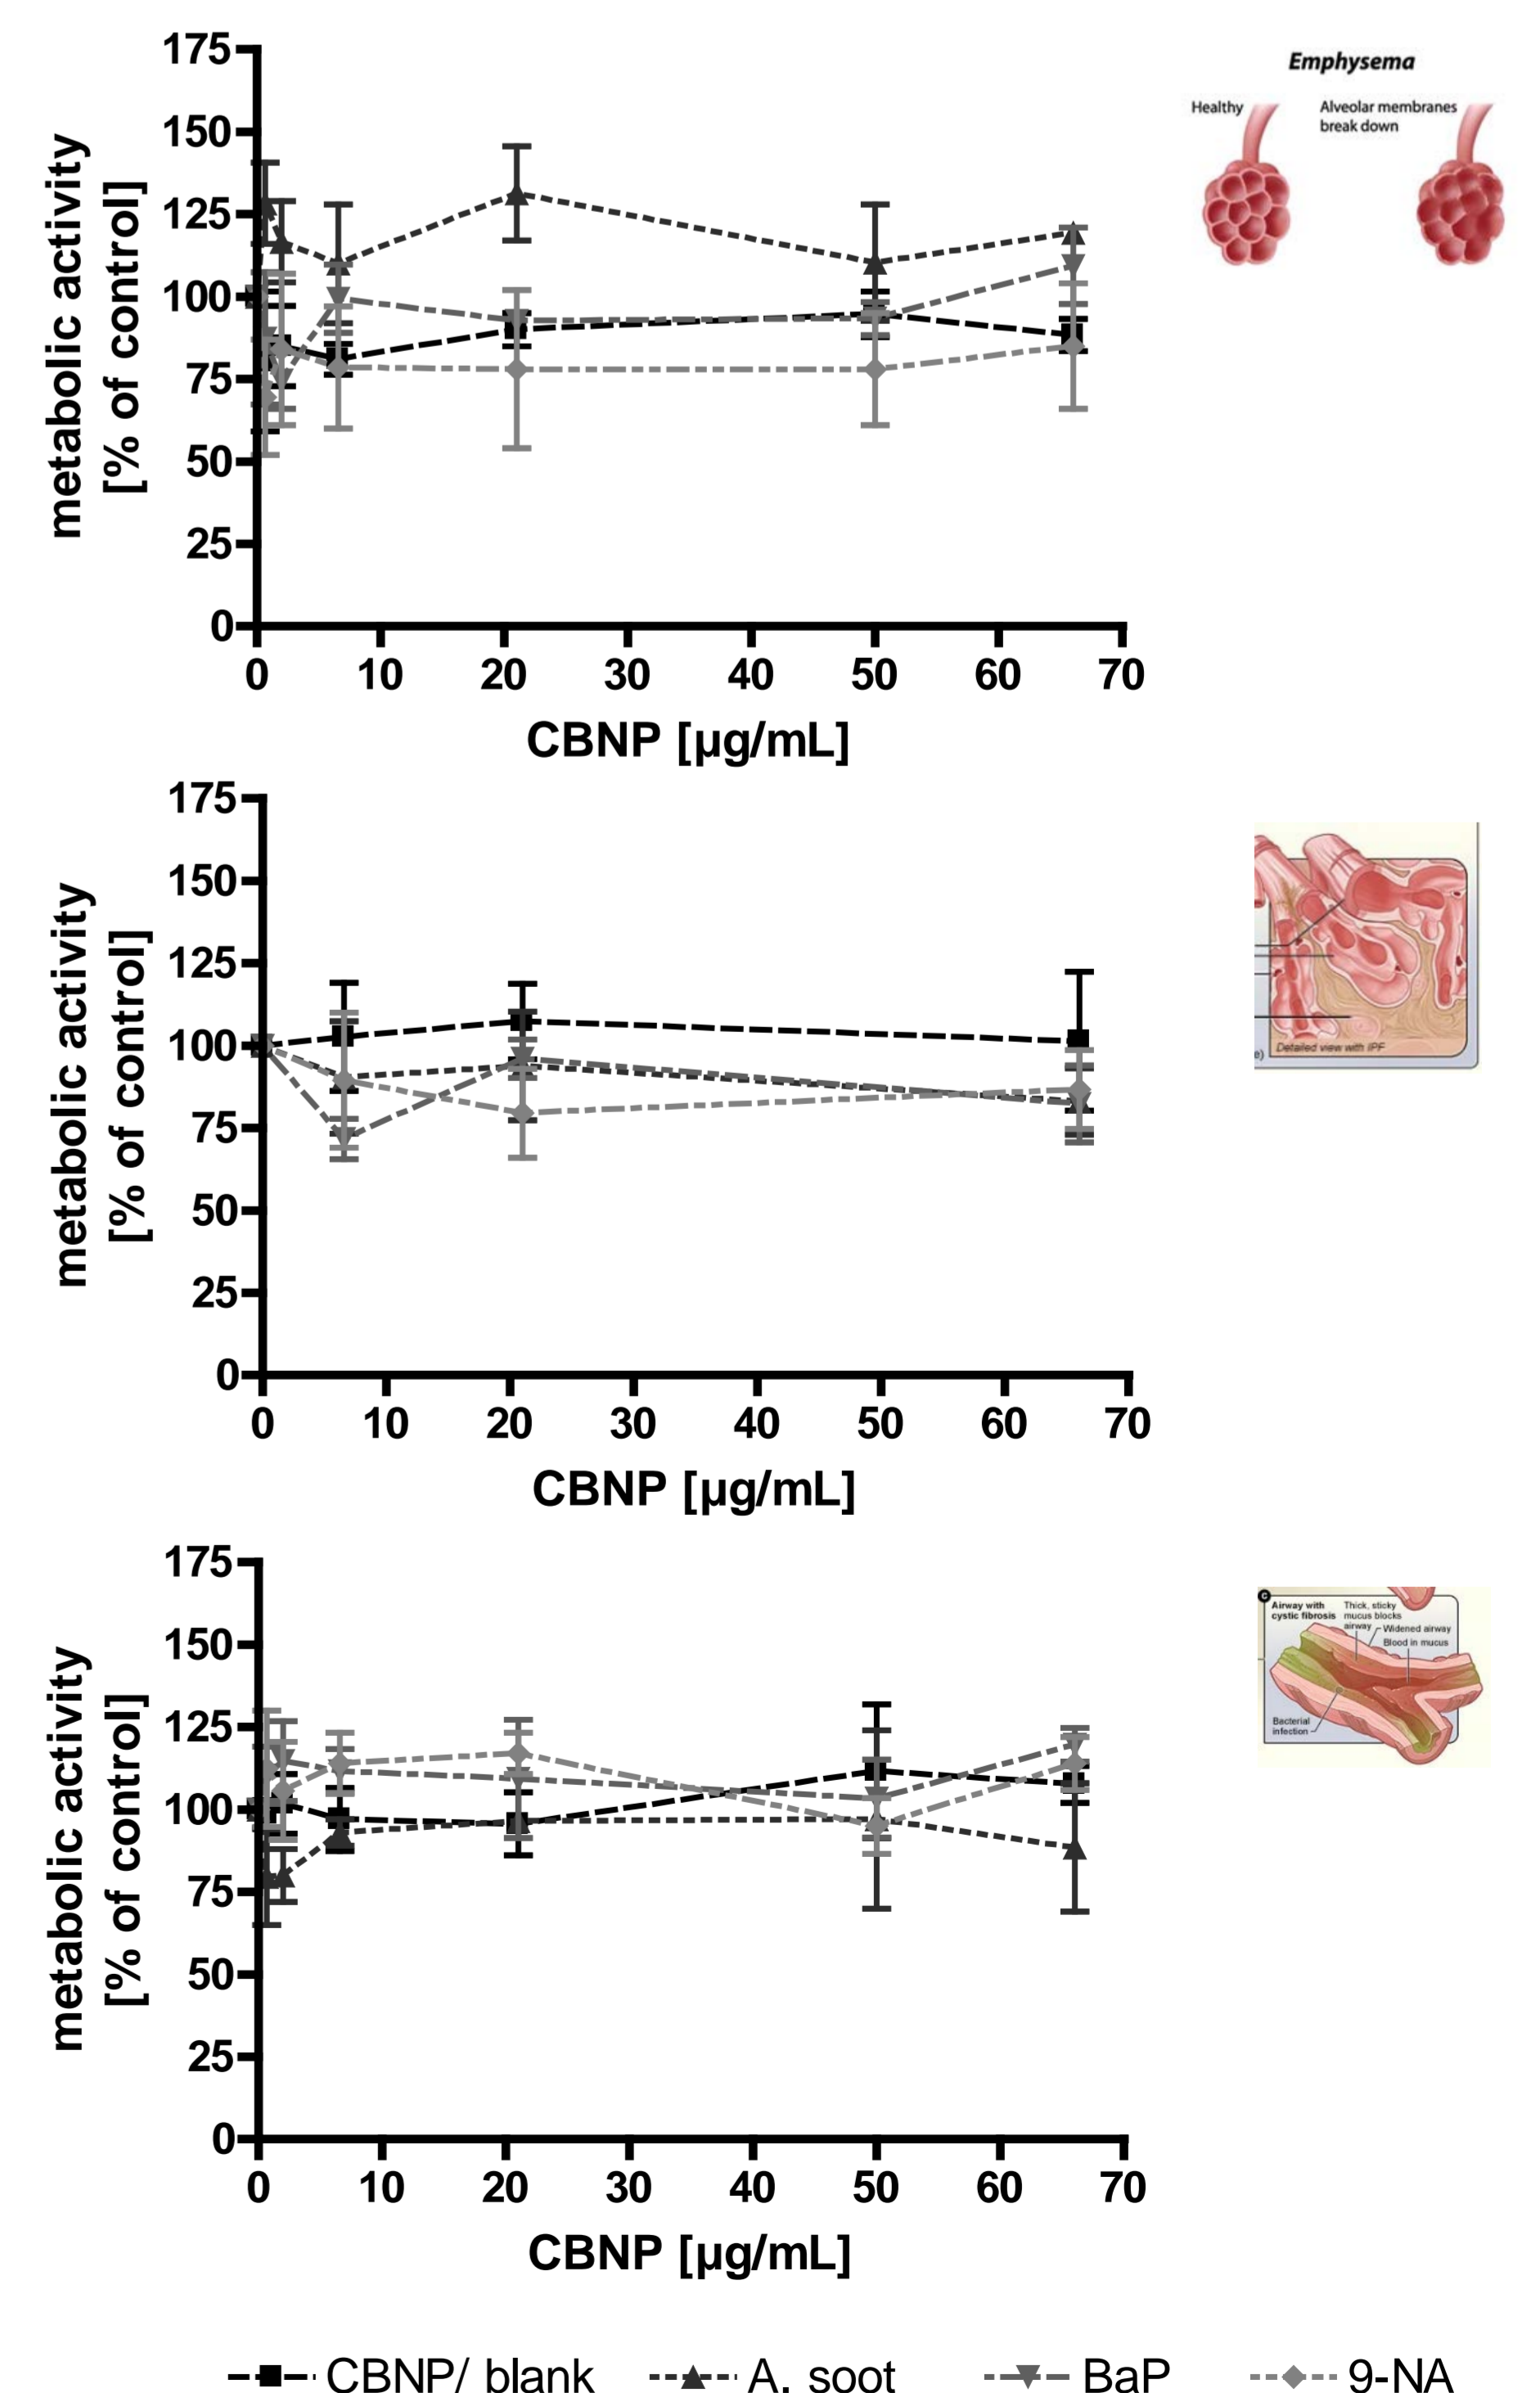 175
150
125
100
75
50
25
0
metabolic activity
[% of control]
0 10 20 30 40 50 60 70
CBNP [µg/mL]
Emphysema
Healthy
Alveolar membranes
break down
175
150
125
100
75
50
25
0
metabolic activity
[% of control]
0 10 20 30 40 50 60 70
CBNP [µg/mL]
e)
Detailed view with IPF
175
150
125
100
75
50
25
0
metabolic activity
[% of control]
0 10 20 30 40 50 60 70
CBNP [µg/mL]
C
Airway with
cystic fibrosis
Thick, sticky
mucus blocks
airway
Widened airway
Blood in mucus
Bacterial
infection
CBNP/ blank A. soot BaP 9-NA